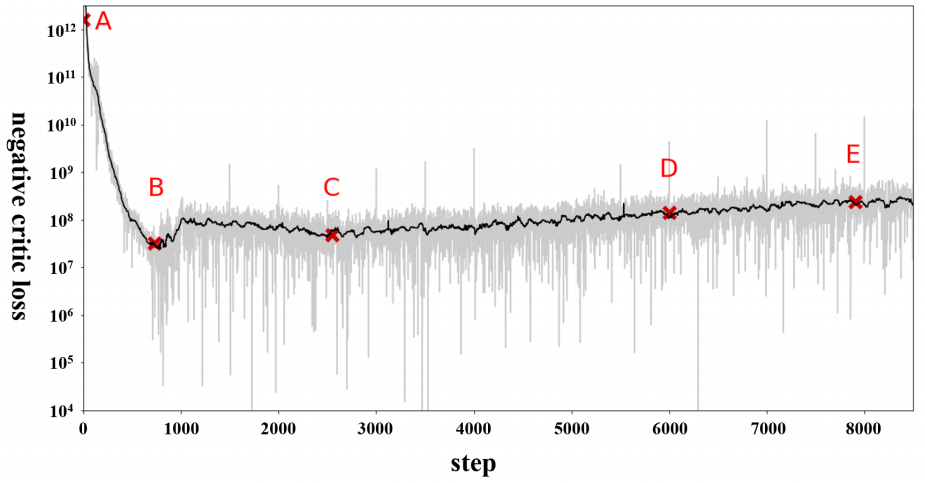 10¹²
10¹¹
10¹⁰
10⁹
10⁸
10⁷
10⁶
10⁵
10⁴
negative critic loss
A
B
C
D
E
0 1000 2000 3000 4000 5000 6000 7000 8000
step